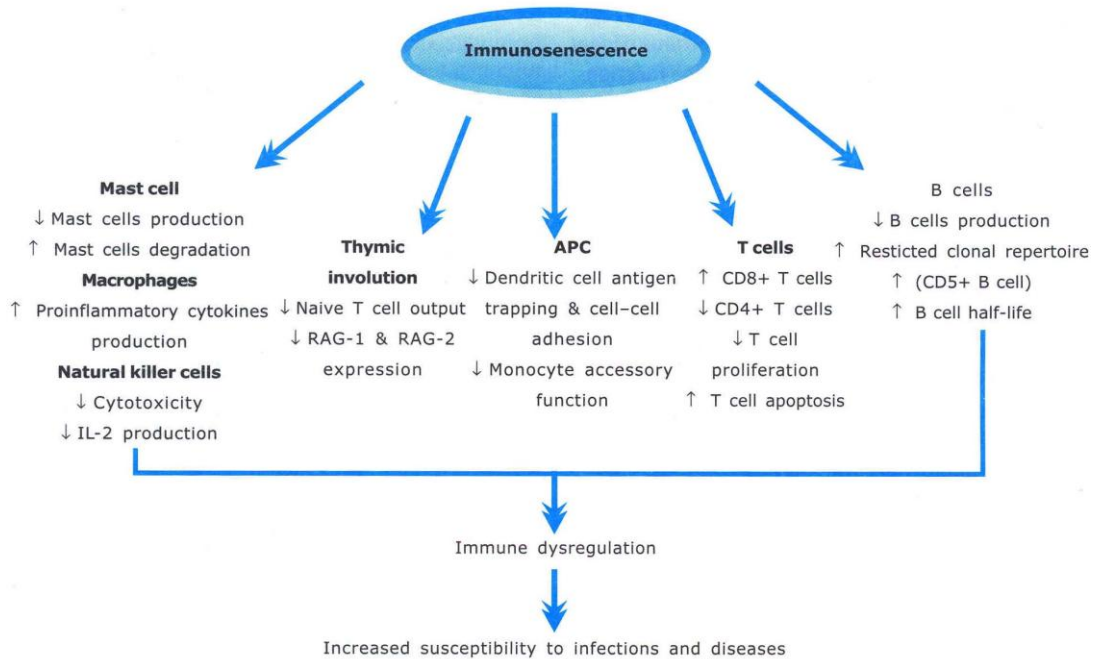 Immunosenescence
Mast cell
↓ Mast cells production
↑ Mast cells degradation
Macrophages
↑ Proinflammatory cytokines
production
Natural killer cells
↓ Cytotoxicity
↓ IL-2 production
Thymic
involution
↓ Naive T cell output
↓ RAG-1 & RAG-2
expression
APC
↓ Dendritic cell antigen
trapping & cell–cell
adhesion
↓ Monocyte accessory
function
T cells
↑ CD8+ T cells
↓ CD4+ T cells
↓ T cell
proliferation
↑ T cell apoptosis
B cells
↓ B cells production
↑ Resticted clonal repertoire
↑ (CD5+ B cell)
↑ B cell half-life
Immune dysregulation
Increased susceptibility to infections and diseases